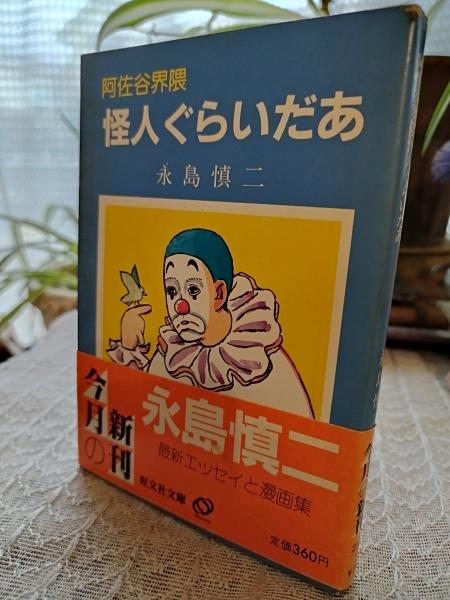 阿佐谷界隈
怪人ぐらいだあ
永島慎二
今月の
新刊
永島慎二
最新エッセイと漫画集
旺文社文庫
定価360円